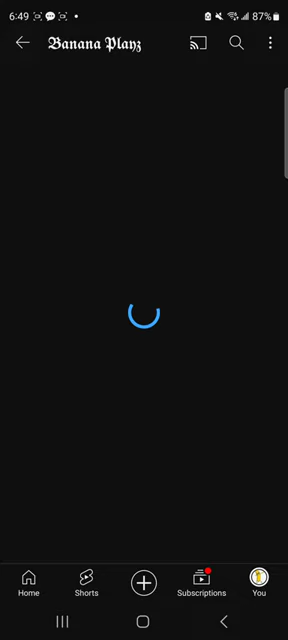 6:49 87%
𝕭𝖆𝖓𝖆𝖓𝖆 𝕻𝖑𝖆𝖞𝖟
Home Shorts Subscriptions You